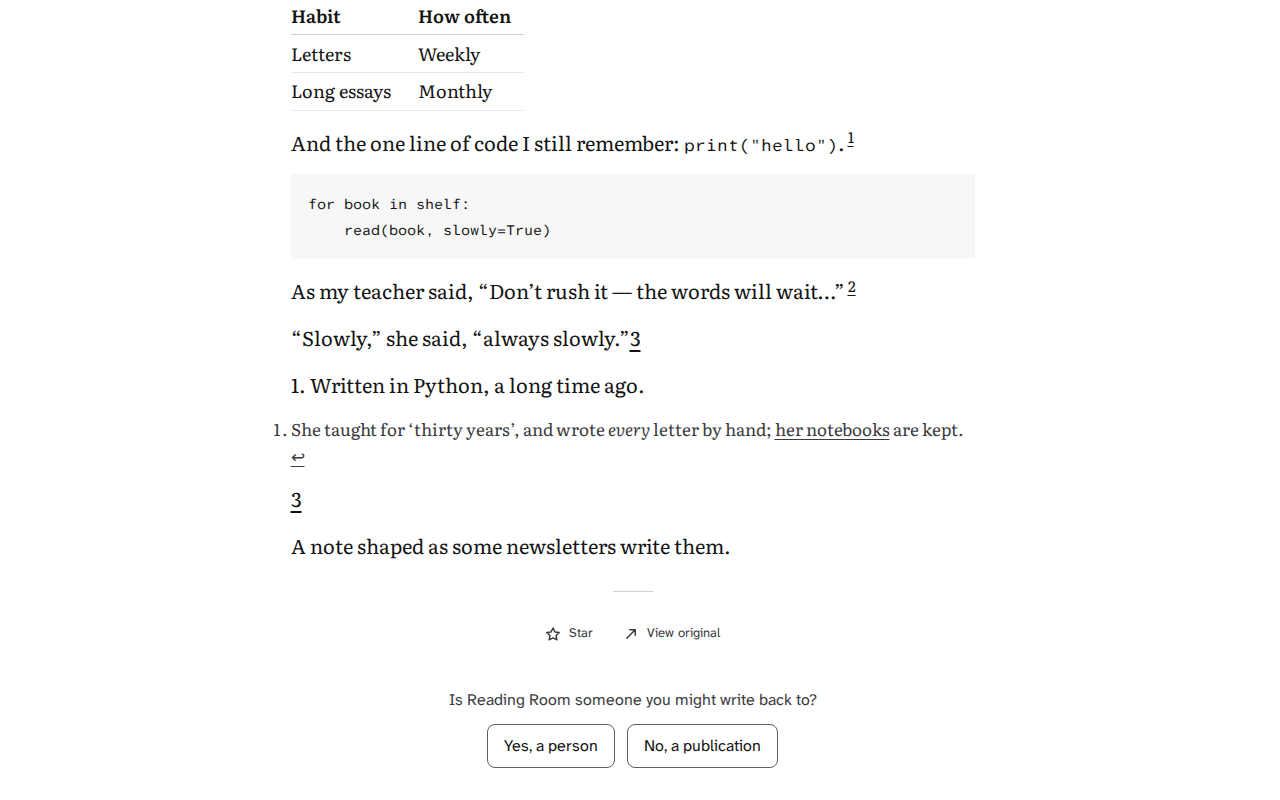 Habit How often
Letters Weekly
Long essays Monthly
And the one line of code I still remember: print("hello").1
for book in shelf:
    read(book, slowly=True)
As my teacher said, “Don’t rush it — the words will wait…” 2
“Slowly,” she said, “always slowly.”3
1. Written in Python, a long time ago.
1. She taught for ‘thirty years’, and wrote every letter by hand; her notebooks are kept.
↩
3
A note shaped as some newsletters write them.
Star View original
Is Reading Room someone you might write back to?
Yes, a person No, a publication